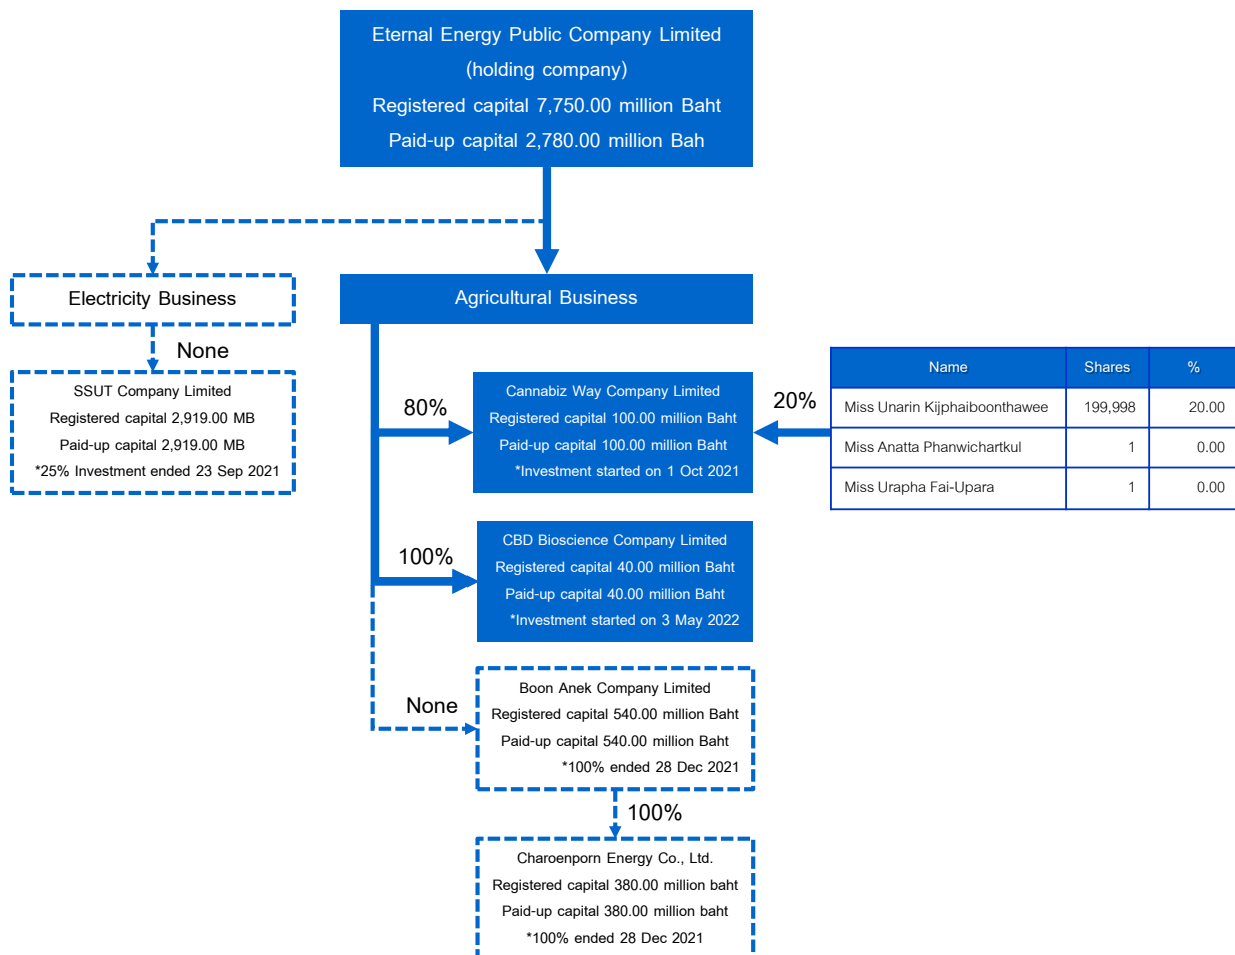 Eternal Energy Public Company Limited
(holding company)
Registered capital 7,750.00 million Baht
Paid-up capital 2,780.00 million Bah
Electricity Business
Agricultural Business
None
SSUT Company Limited
Registered capital 2,919.00 MB
Paid-up capital 2,919.00 MB
*25% Investment ended 23 Sep 2021
80%
Cannabiz Way Company Limited
Registered capital 100.00 million Baht
Paid-up capital 100.00 million Baht
*Investment started on 1 Oct 2021
20%
Name Shares %
Miss Unarin Kijphaiboonthawee 199,998 20.00
Miss Anatta Phanwichartkul 1 0.00
Miss Urapha Fai-Upara 1 0.00
100%
CBD Bioscience Company Limited
Registered capital 40.00 million Baht
Paid-up capital 40.00 million Baht
*Investment started on 3 May 2022
None
Boon Anek Company Limited
Registered capital 540.00 million Baht
Paid-up capital 540.00 million Baht
*100% ended 28 Dec 2021
100%
Charoenporn Energy Co., Ltd.
Registered capital 380.00 million baht
Paid-up capital 380.00 million baht
*100% ended 28 Dec 2021